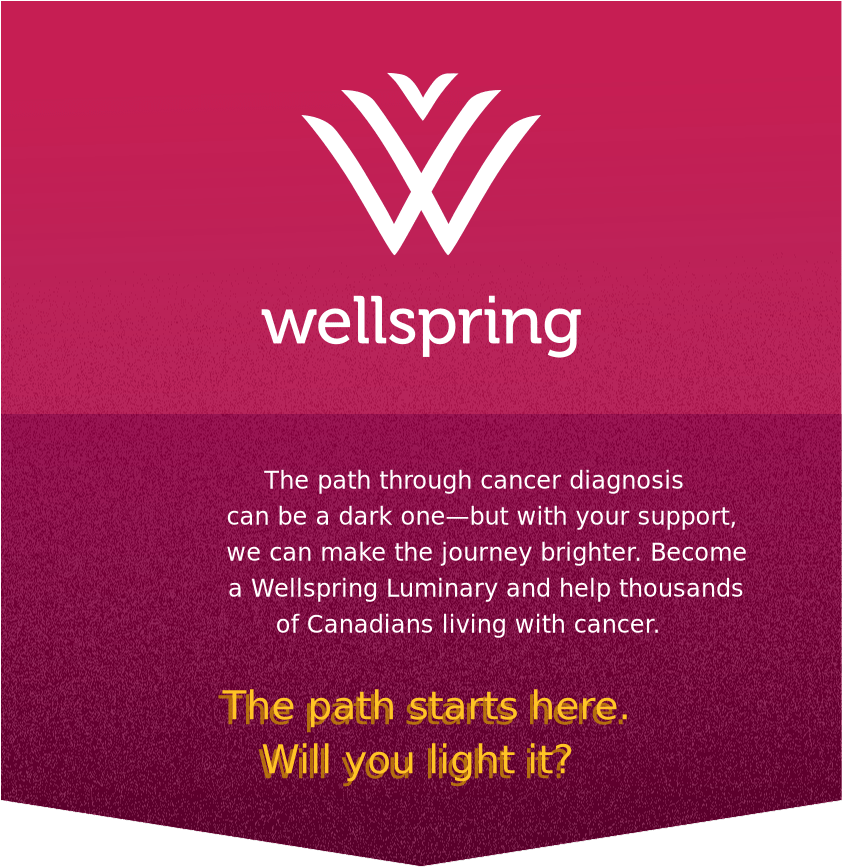 wellspring
The path through cancer diagnosis
can be a dark one—but with your support,
we can make the journey brighter. Become
a Wellspring Luminary and help thousands
of Canadians living with cancer.
The path starts here.
Will you light it?